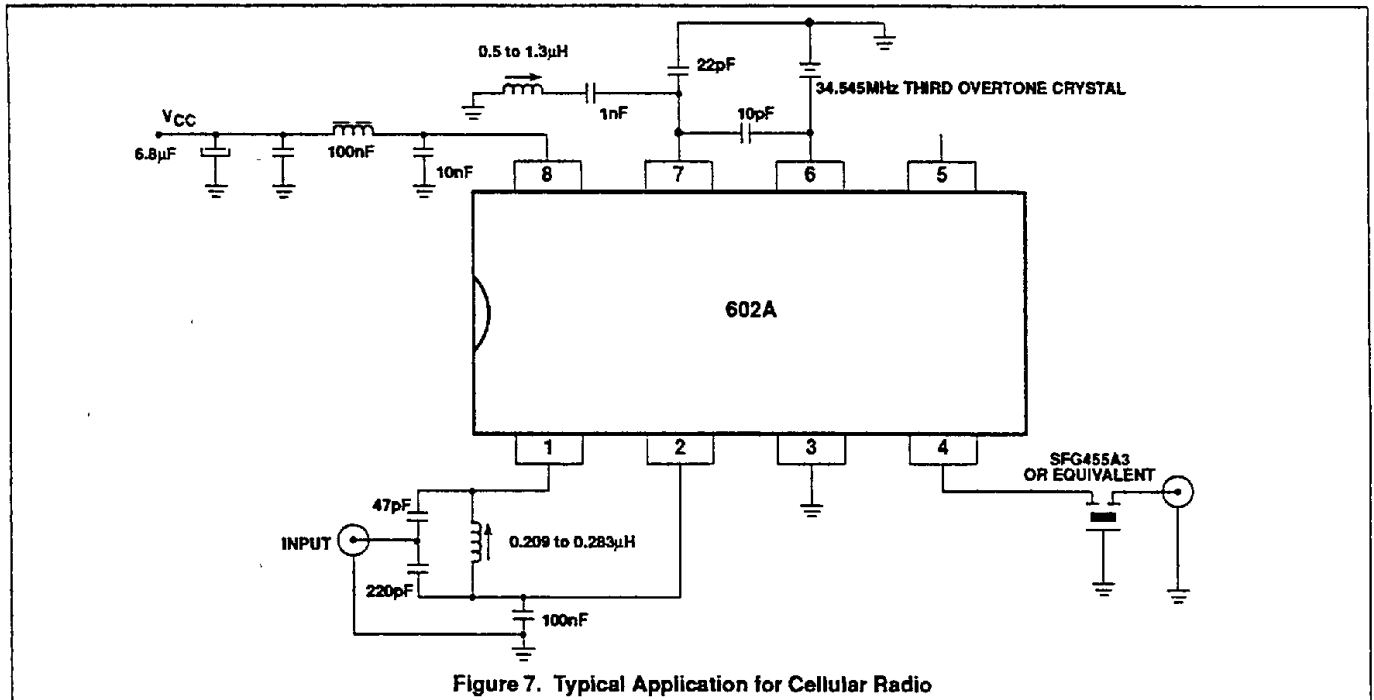 0.5 to 1.3µH
22pF
34.545MHz THIRD OVERTONE CRYSTAL
1nF
10pF
VCC
6.8µF
100nF
10nF
8
7
6
5
602A
1
2
3
4
SFG455A3
OR EQUIVALENT
47pF
INPUT
0.209 to 0.283µH
220pF
100nF
Figure 7. Typical Application for Cellular Radio